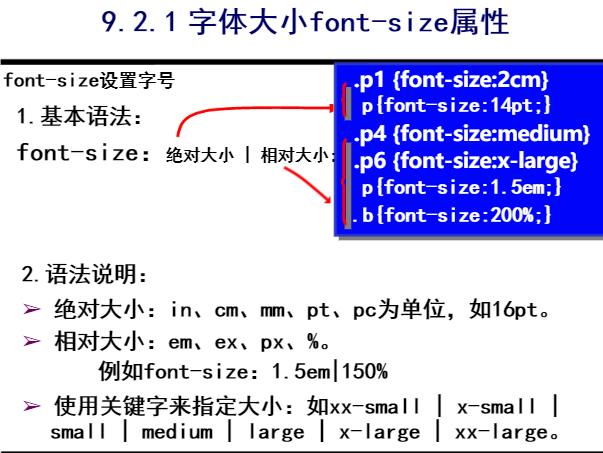 9.2.1 字体大小font-size属性
font-size设置字号
1.基本语法：
font-size：绝对大小 | 相对大小;
.p1 {font-size:2cm}
p{font-size:14pt;}
.p4 {font-size:medium}
.p6 {font-size:x-large}
p{font-size:1.5em;}
.b{font-size:200%;}
2.语法说明：
➢ 绝对大小：in、cm、mm、pt、pc为单位，如16pt。
➢ 相对大小：em、ex、px、%。
例如font-size：1.5em|150%
➢ 使用关键字来指定大小：如xx-small | x-small |
small | medium | large | x-large | xx-large。